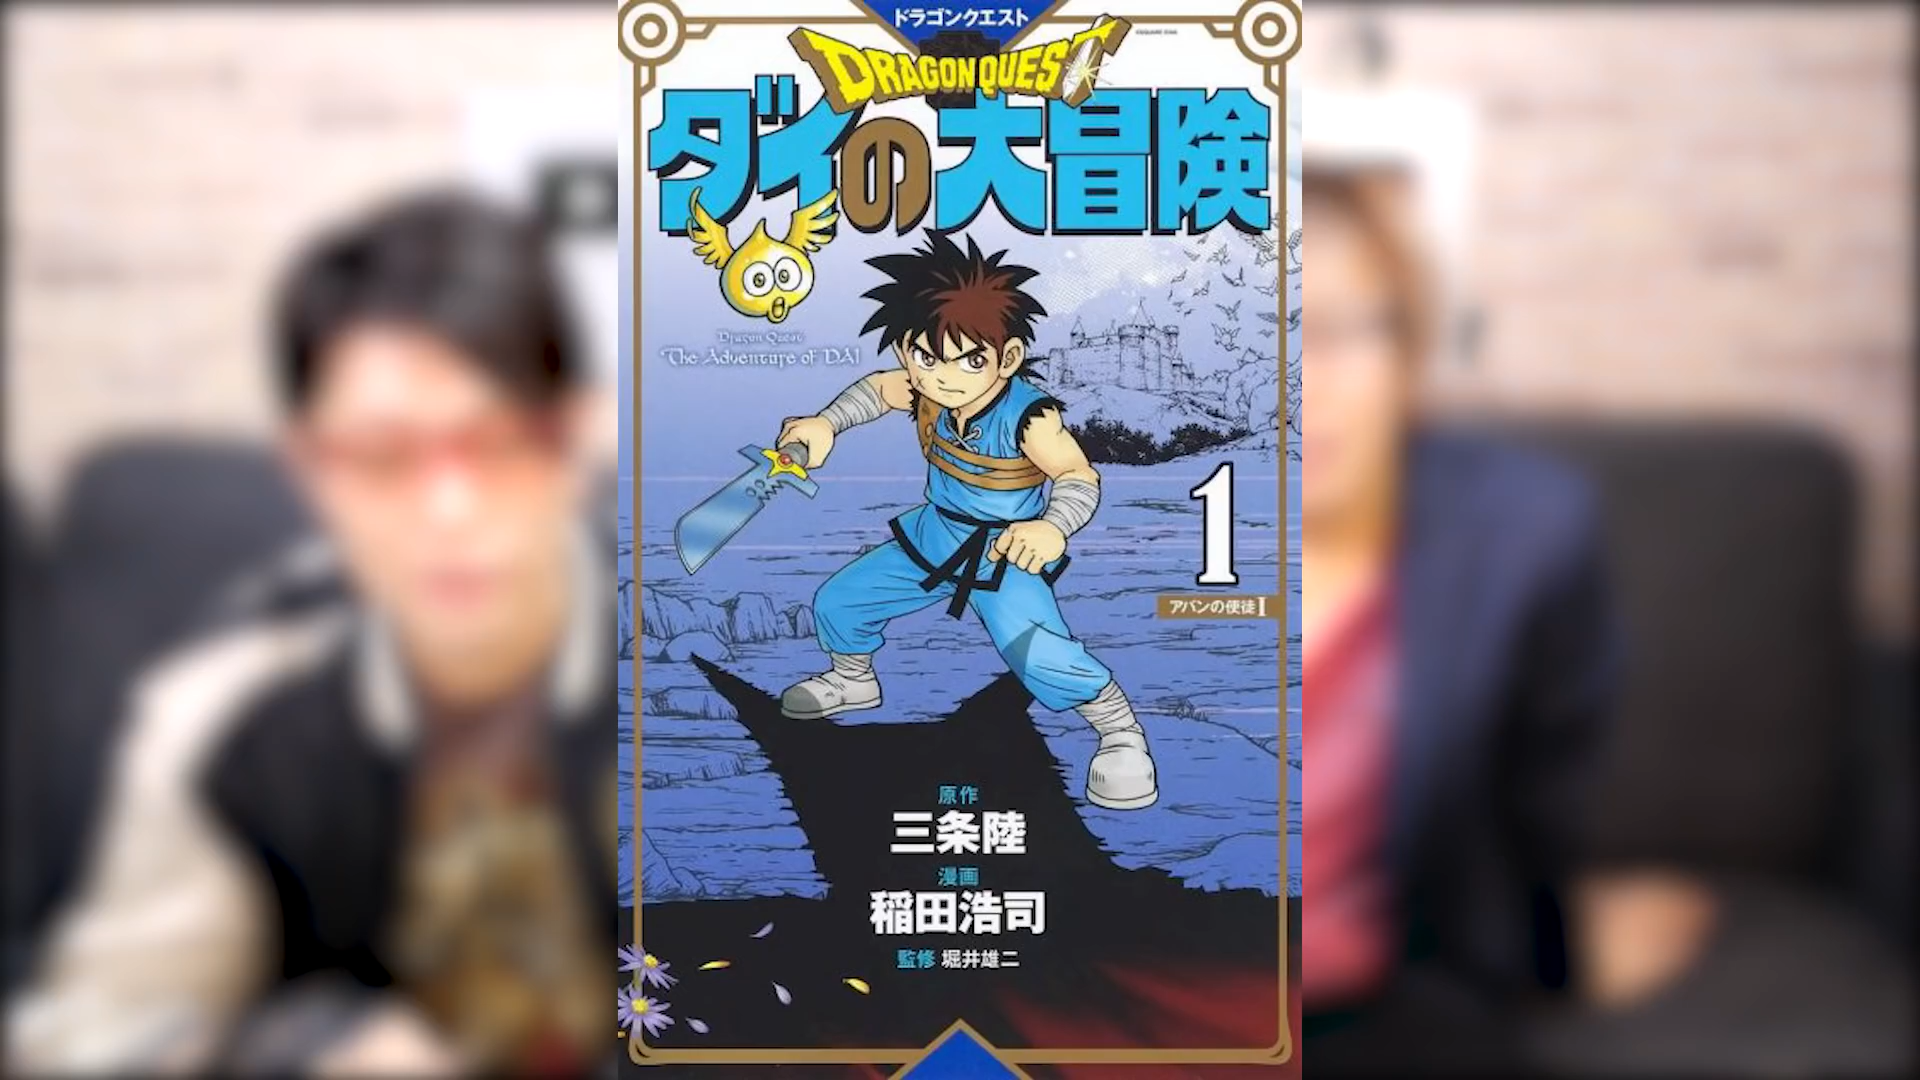 ドラゴンクエスト
DRAGON QUEST
ダイの大冒険
Dragon Quest
The Adventure of DAI
1
アバンの使徒I
原作
三条陸
漫画
稲田浩司
監修 堀井雄二